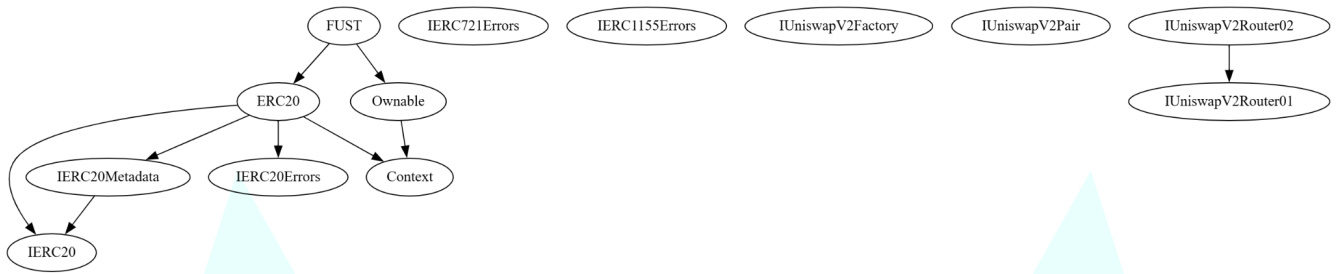 FUST
IERC721Errors
IERC1155Errors
IUniswapV2Factory
IUniswapV2Pair
IUniswapV2Router02
ERC20
Ownable
IUniswapV2Router01
IERC20Metadata
IERC20Errors
Context
IERC20